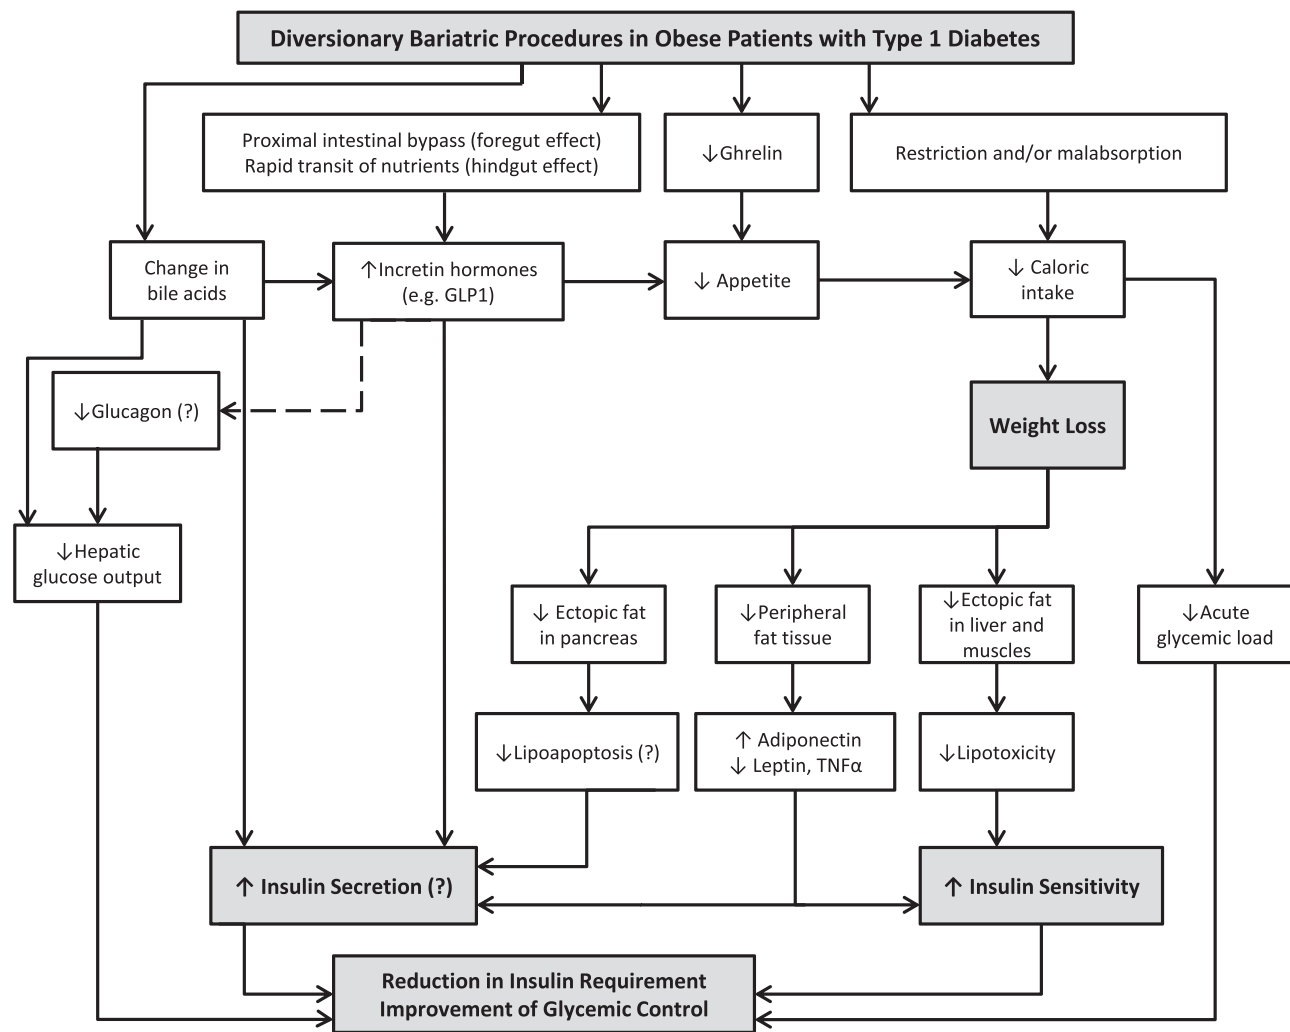 Diversionary Bariatric Procedures in Obese Patients with Type 1 Diabetes
Proximal intestinal bypass (foregut effect)
Rapid transit of nutrients (hindgut effect)
↓Ghrelin
Restriction and/or malabsorption
Change in
bile acids
↑Incretin hormones
(e.g. GLP1)
↓ Appetite
↓ Caloric
intake
↓Glucagon (?)
Weight Loss
↓Hepatic
glucose output
↓ Ectopic fat
in pancreas
↓Peripheral
fat tissue
↓Ectopic fat
in liver and
muscles
↓Acute
glycemic load
↓Lipoapoptosis (?)
↑ Adiponectin
↓ Leptin, TNFα
↓Lipotoxicity
↑ Insulin Secretion (?)
↑ Insulin Sensitivity
Reduction in Insulin Requirement
Improvement of Glycemic Control